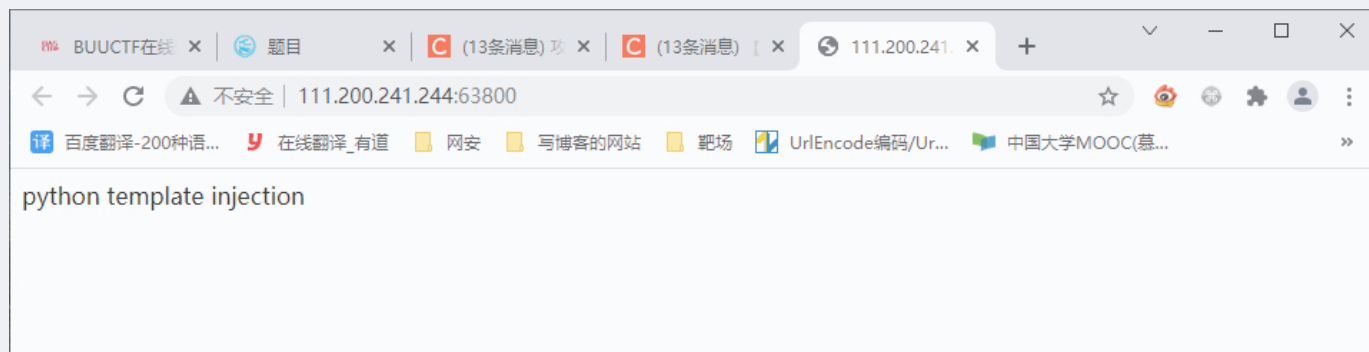 BUUCTF在线
题目
(13条消息) 攻
(13条消息) [
111.200.241.
不安全 111.200.241.244:63800
译 百度翻译-200种语... y 在线翻译_有道 网安 写博客的网站 靶场 UrlEncode编码/Ur... 中国大学MOOC(慕... »
python template injection